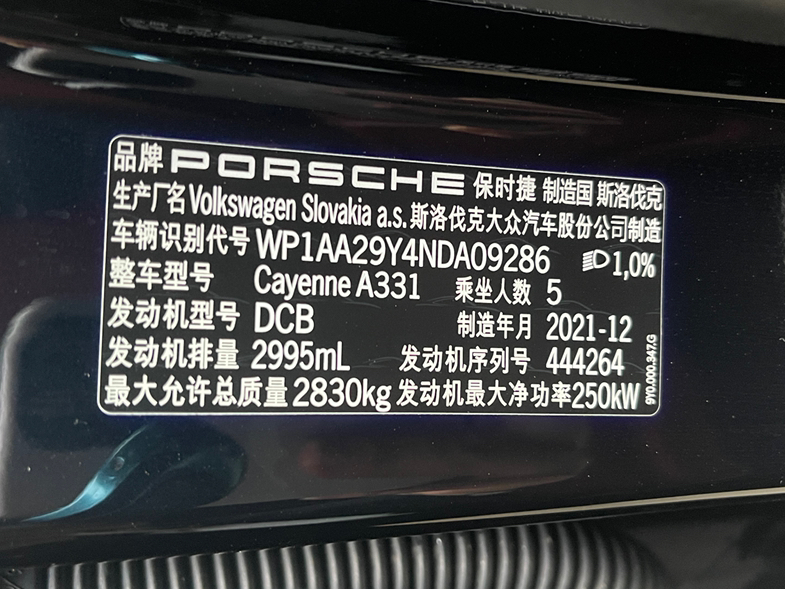 品牌 PORSCHE 保时捷 制造国 斯洛伐克
生产厂名 Volkswagen Slovakia a.s. 斯洛伐克大众汽车股份公司制造
车辆识别代号 WP1AA29Y4NDA09286 1,0%
整车型号 Cayenne A331 乘坐人数 5
发动机型号 DCB 制造年月 2021-12
发动机排量 2995mL 发动机序列号 444264
最大允许总质量 2830kg 发动机最大净功率 250kW
9Y0.000.347.G